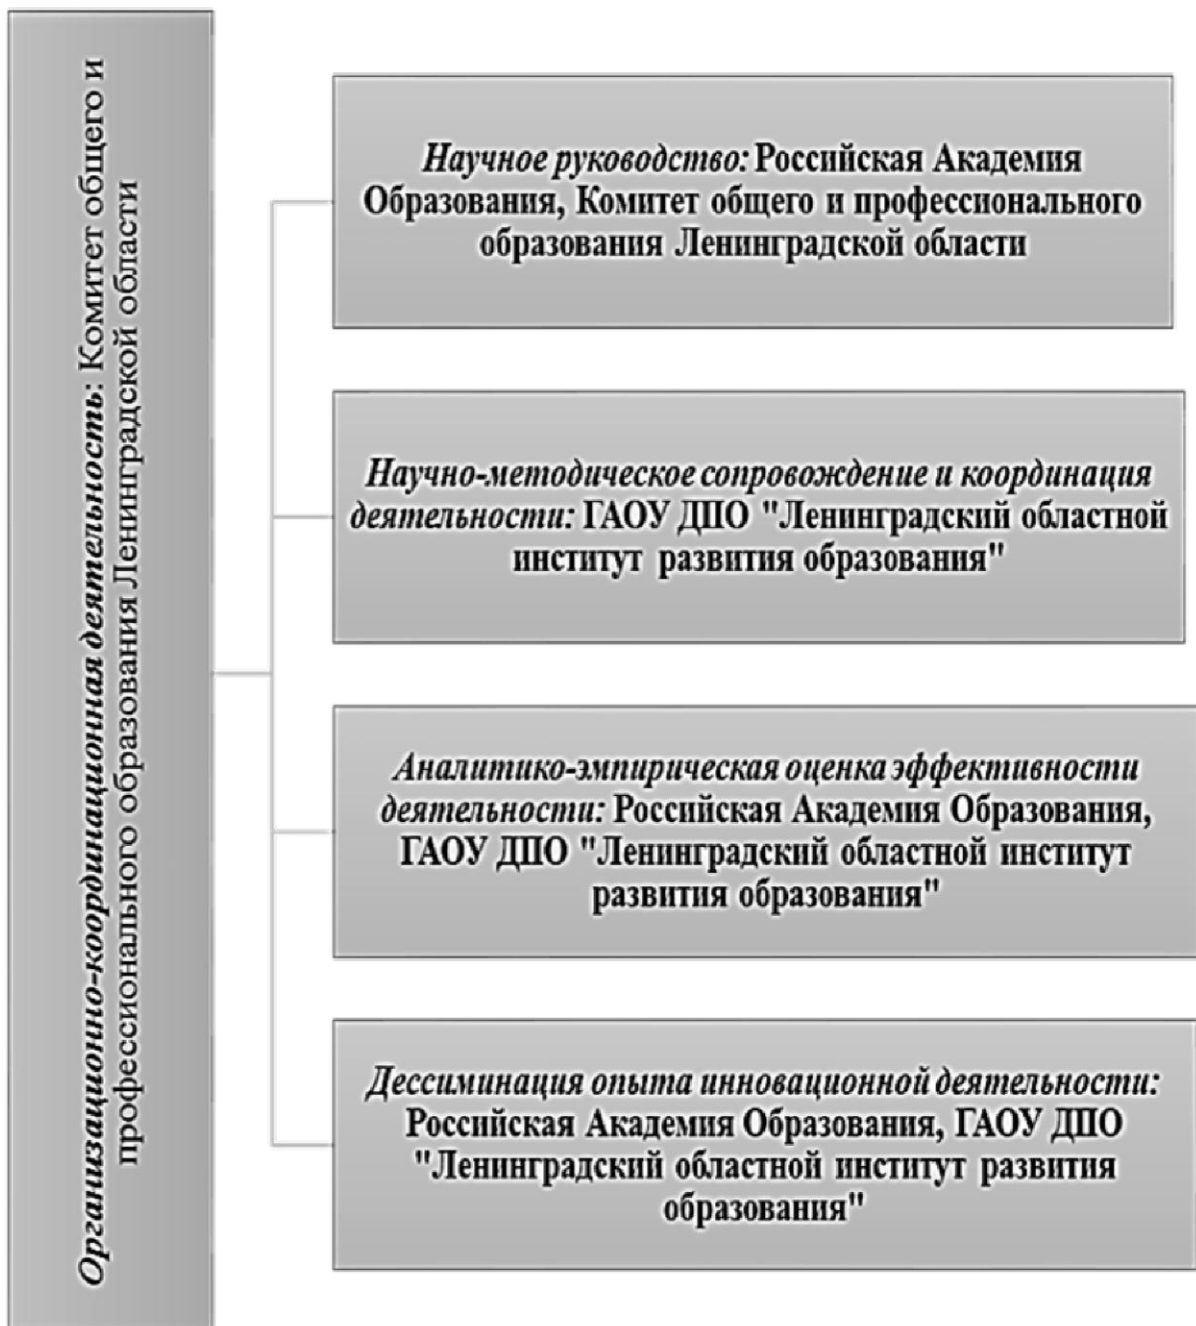 Организационно-координационная деятельность: Комитет общего и
профессионального образования Ленинградской области
Научное руководство: Российская Академия
Образования, Комитет общего и профессионального
образования Ленинградской области
Научно-методическое сопровождение и координация
деятельности: ГАОУ ДПО "Ленинградский областной
институт развития образования"
Аналитико-эмпирическая оценка эффективности
деятельности: Российская Академия Образования,
ГАОУ ДПО "Ленинградский областной институт
развития образования"
Дессиминация опыта инновационной деятельности:
Российская Академия Образования, ГАОУ ДПО
"Ленинградский областной институт развития
образования"